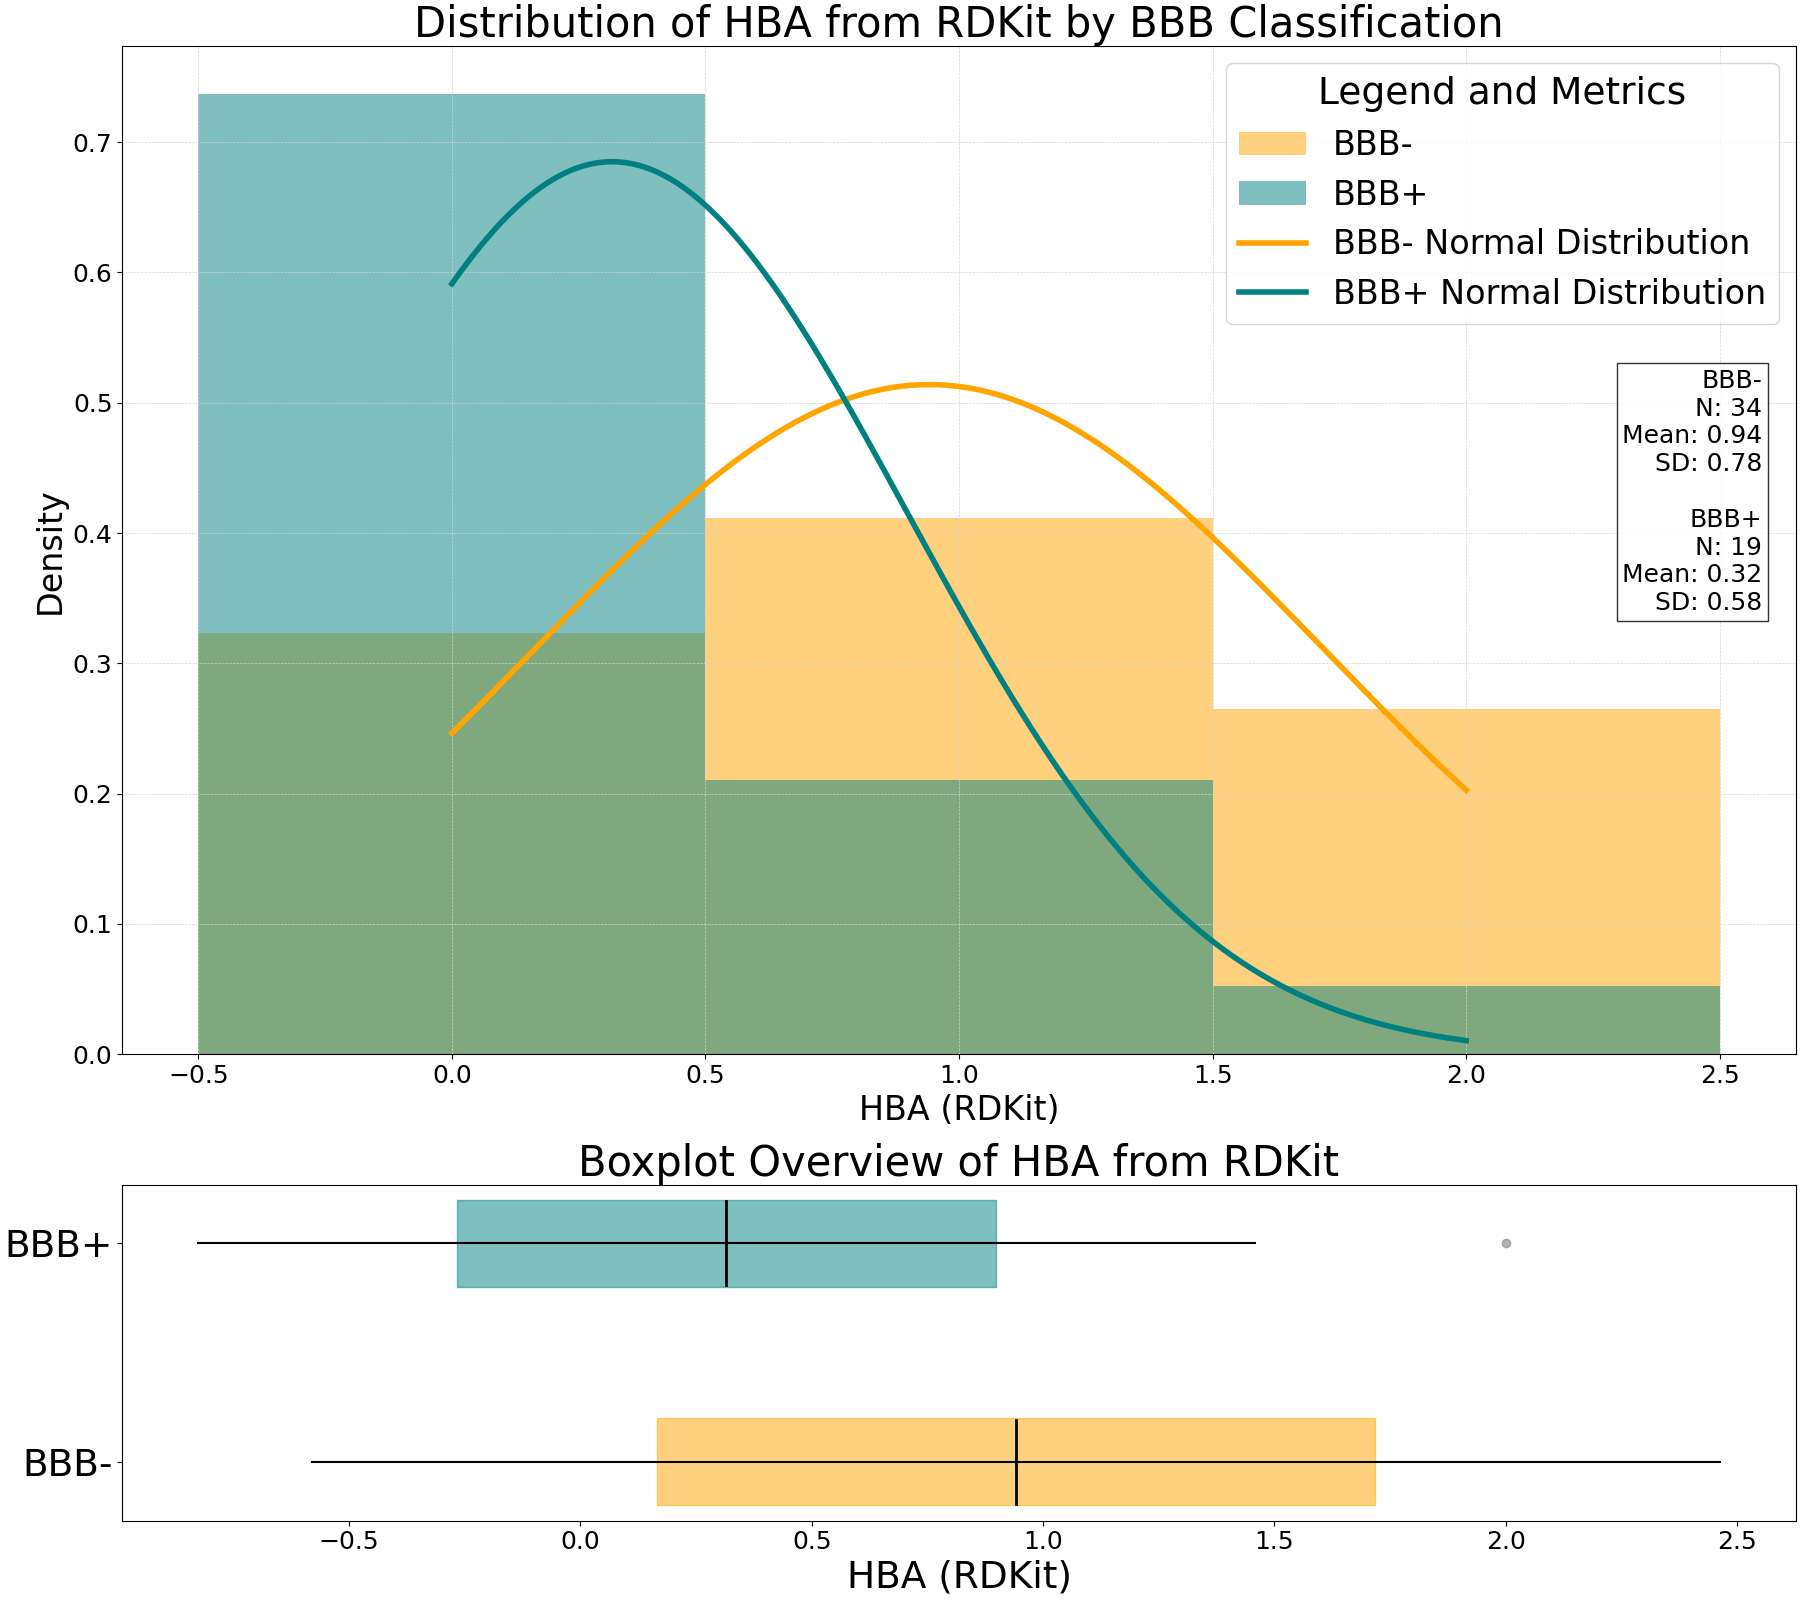 Distribution of HBA from RDKit by BBB Classification
Legend and Metrics
BBB-
BBB+
BBB- Normal Distribution
BBB+ Normal Distribution
BBB-
N: 34
Mean: 0.94
SD: 0.78
BBB+
N: 19
Mean: 0.32
SD: 0.58
Density
0.7
0.6
0.5
0.4
0.3
0.2
0.1
0.0
−0.5 0.0 0.5 1.0 1.5 2.0 2.5
HBA (RDKit)
Boxplot Overview of HBA from RDKit
BBB+
BBB-
−0.5 0.0 0.5 1.0 1.5 2.0 2.5
HBA (RDKit)